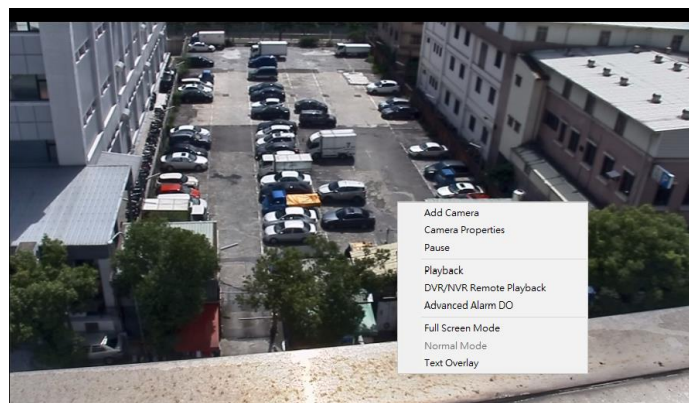 Add Camera
Camera Properties
Pause
Playback
DVR/NVR Remote Playback
Advanced Alarm DO
Full Screen Mode
Normal Mode
Text Overlay